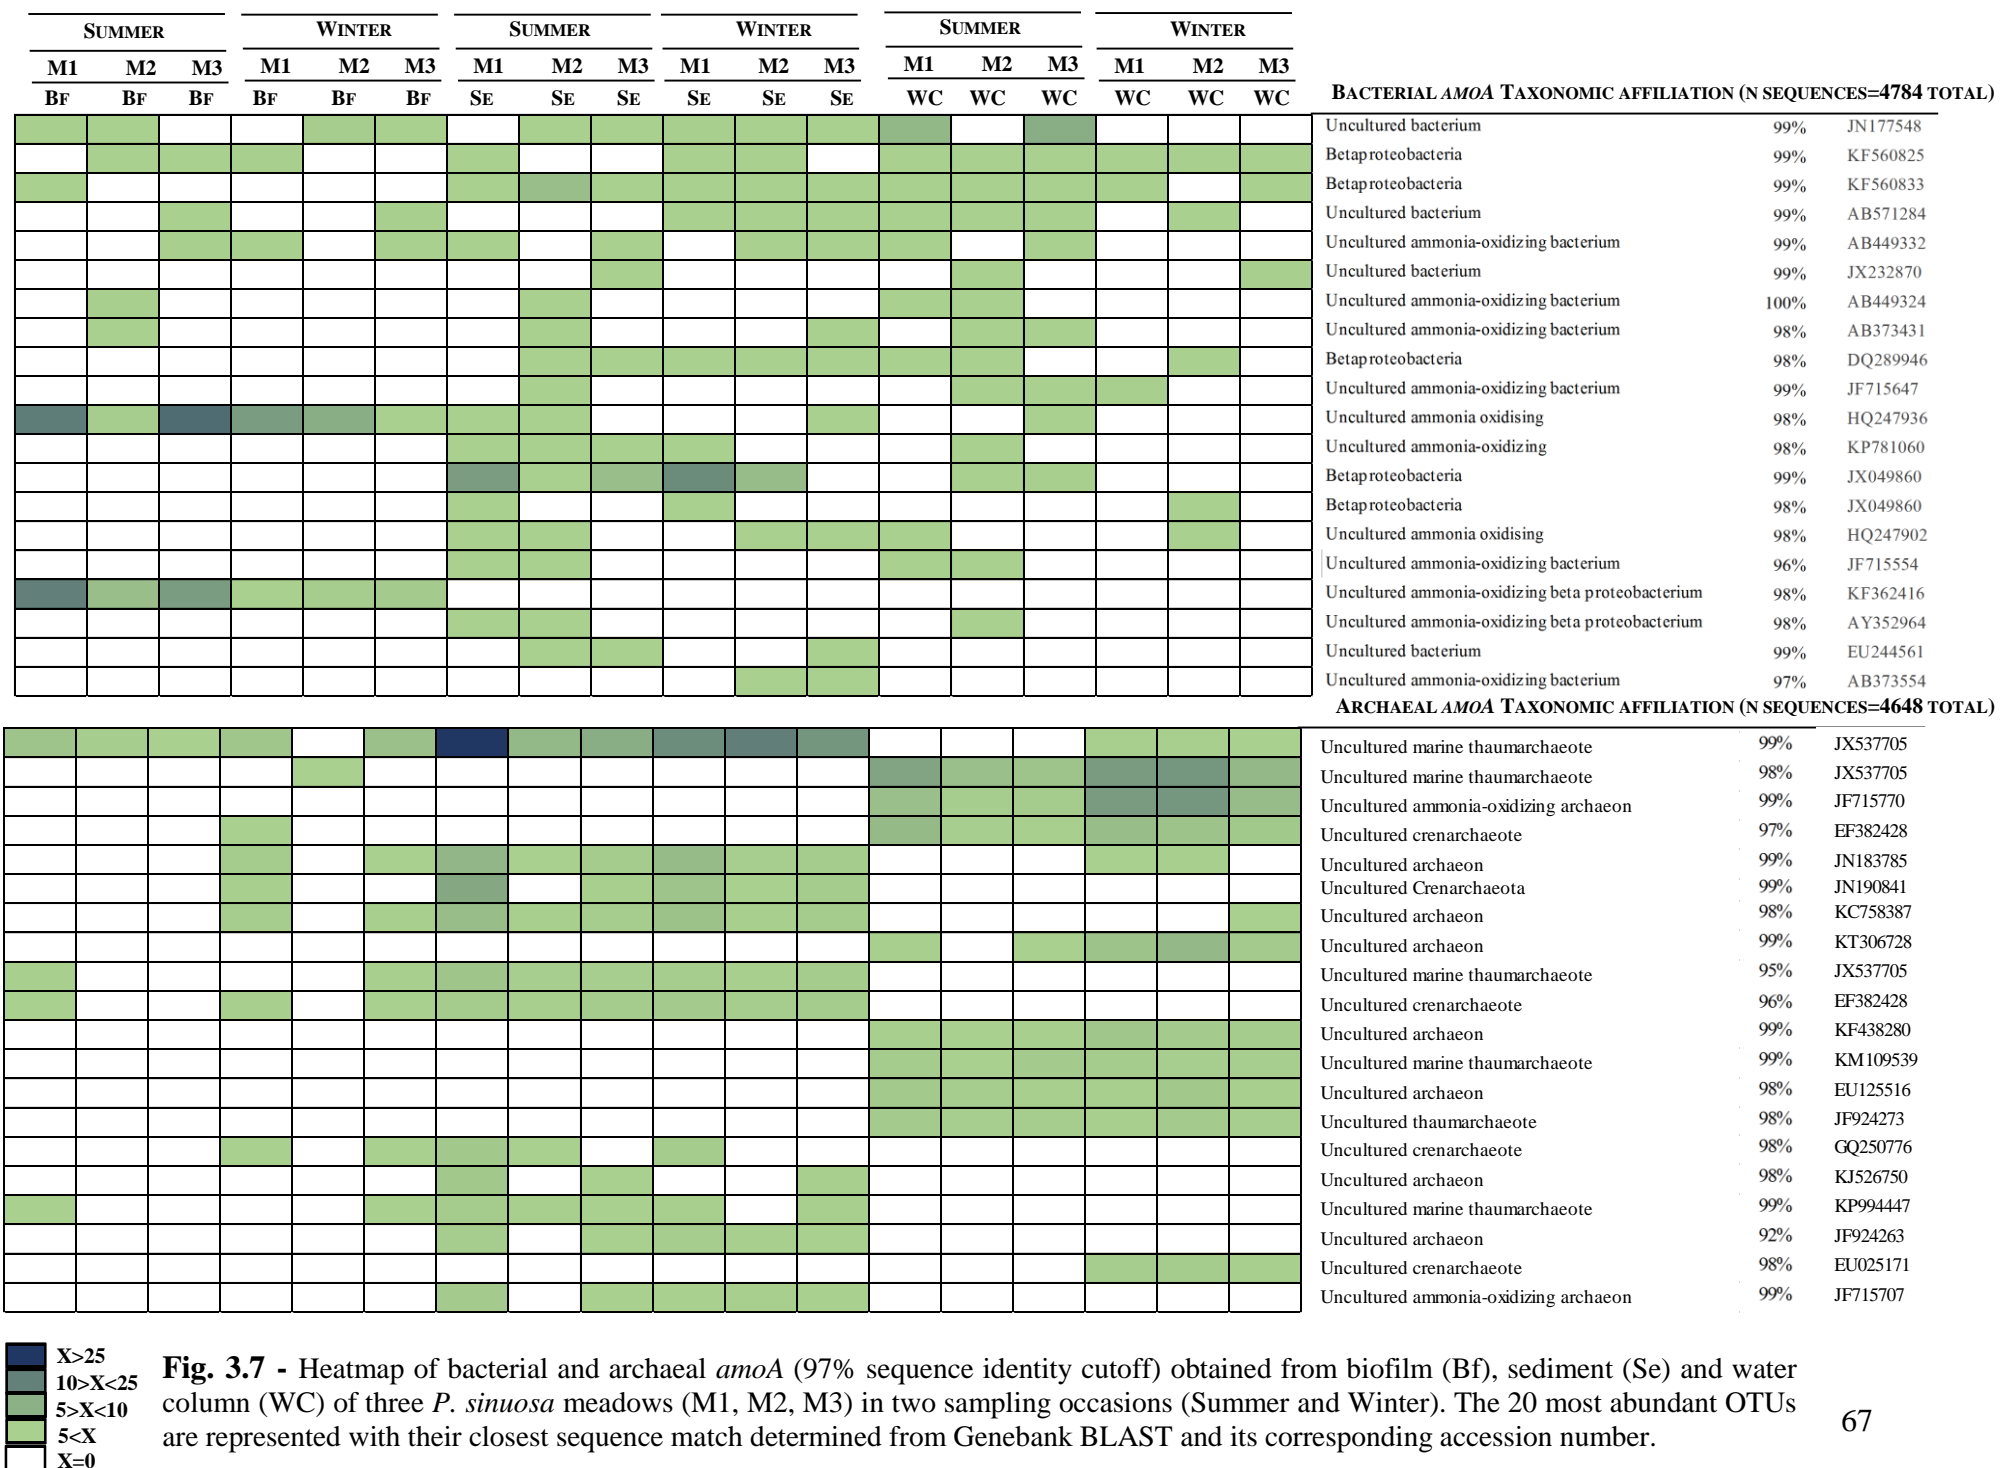 SUMMER WINTER SUMMER WINTER SUMMER WINTER
M1 M2 M3 M1 M2 M3 M1 M2 M3 M1 M2 M3 M1 M2 M3 M1 M2 M3
BF BF BF BF BF BF SE SE SE SE SE SE WC WC WC WC WC WC
BACTERIAL amoA TAXONOMIC AFFILIATION (N SEQUENCES=4784 TOTAL)
Uncultured bacterium 99% JN177548
Betaproteobacteria 99% KF560825
Betaproteobacteria 99% KF560833
Uncultured bacterium 99% AB571284
Uncultured ammonia-oxidizing bacterium 99% AB449332
Uncultured bacterium 99% JX232870
Uncultured ammonia-oxidizing bacterium 100% AB449324
Uncultured ammonia-oxidizing bacterium 98% AB373431
Betaproteobacteria 98% DQ289946
Uncultured ammonia-oxidizing bacterium 99% JF715647
Uncultured ammonia oxidising 98% HQ247936
Uncultured ammonia-oxidizing 98% KP781060
Betaproteobacteria 99% JX049860
Betaproteobacteria 98% JX049860
Uncultured ammonia oxidising 98% HQ247902
Uncultured ammonia-oxidizing bacterium 96% JF715554
Uncultured ammonia-oxidizing beta proteobacterium 98% KF362416
Uncultured ammonia-oxidizing beta proteobacterium 98% AY352964
Uncultured bacterium 99% EU244561
Uncultured ammonia-oxidizing bacterium 97% AB373554
ARCHAEAL amoA TAXONOMIC AFFILIATION (N SEQUENCES=4648 TOTAL)
Uncultured marine thaumarchaeote 99% JX537705
Uncultured marine thaumarchaeote 98% JX537705
Uncultured ammonia-oxidizing archaeon 99% JF715770
Uncultured crenarchaeote 97% EF382428
Uncultured archaeon 99% JN183785
Uncultured Crenarchaeota 99% JN190841
Uncultured archaeon 98% KC758387
Uncultured archaeon 99% KT306728
Uncultured marine thaumarchaeote 95% JX537705
Uncultured crenarchaeote 96% EF382428
Uncultured archaeon 99% KF438280
Uncultured marine thaumarchaeote 99% KM109539
Uncultured archaeon 98% EU125516
Uncultured thaumarchaeote 98% JF924273
Uncultured crenarchaeote 98% GQ250776
Uncultured archaeon 98% KJ526750
Uncultured marine thaumarchaeote 99% KP994447
Uncultured archaeon 92% JF924263
Uncultured crenarchaeote 98% EU025171
Uncultured ammonia-oxidizing archaeon 99% JF715707
X>25
10>X<25
5>X<10
5<X
X=0
Fig. 3.7 - Heatmap of bacterial and archaeal amoA (97% sequence identity cutoff) obtained from biofilm (Bf), sediment (Se) and water
column (WC) of three P. sinuosa meadows (M1, M2, M3) in two sampling occasions (Summer and Winter). The 20 most abundant OTUs
are represented with their closest sequence match determined from Genebank BLAST and its corresponding accession number.
67